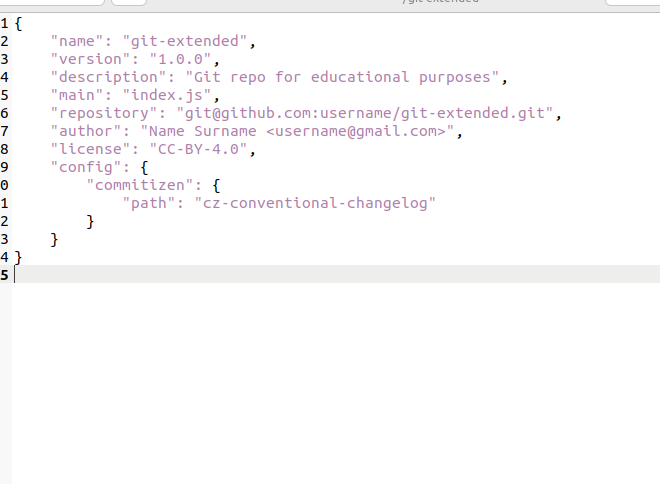 /git-extended
1 {
2     "name": "git-extended",
3     "version": "1.0.0",
4     "description": "Git repo for educational purposes",
5     "main": "index.js",
6     "repository": "git@github.com:username/git-extended.git",
7     "author": "Name Surname <username@gmail.com>",
8     "license": "CC-BY-4.0",
9     "config": {
0         "commitizen": {
1             "path": "cz-conventional-changelog"
2         }
3     }
4 }
5